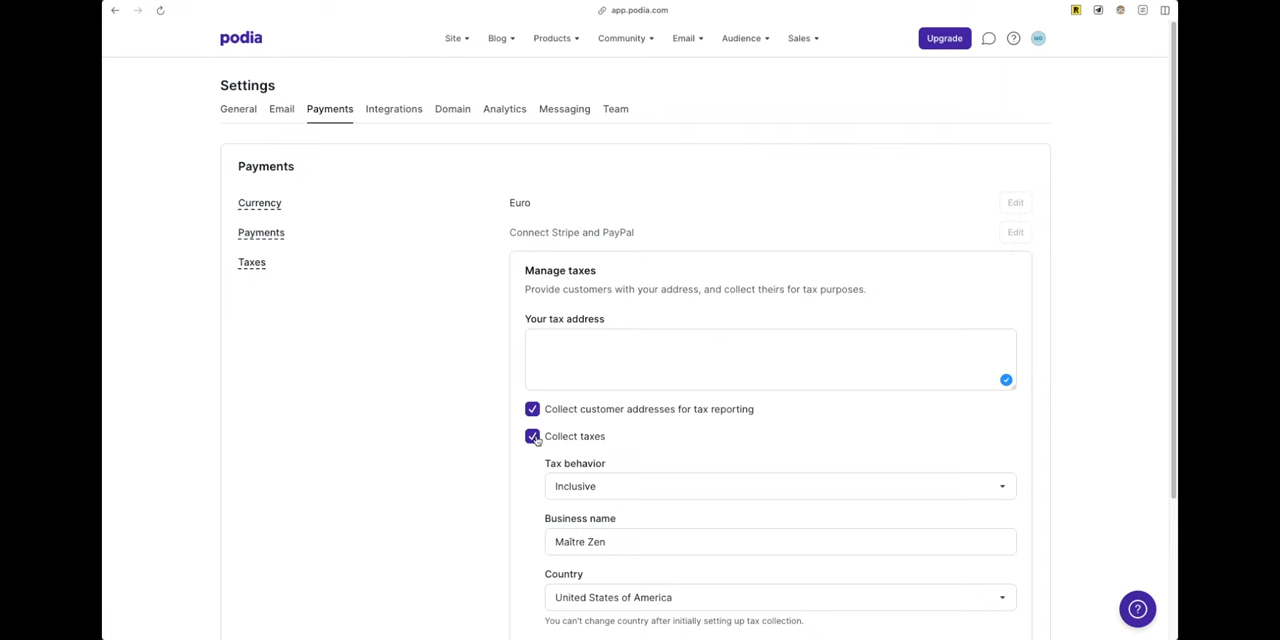 app.podia.com
podia
Site
Blog
Products
Community
Email
Audience
Sales
Upgrade
MD
Settings
General
Email
Payments
Integrations
Domain
Analytics
Messaging
Team
Payments
Currency
Euro
Edit
Payments
Connect Stripe and PayPal
Edit
Taxes
Manage taxes
Provide customers with your address, and collect theirs for tax purposes.
Your tax address
Collect customer addresses for tax reporting
Collect taxes
Tax behavior
Inclusive
Business name
Maître Zen
Country
United States of America
You can't change country after initially setting up tax collection.